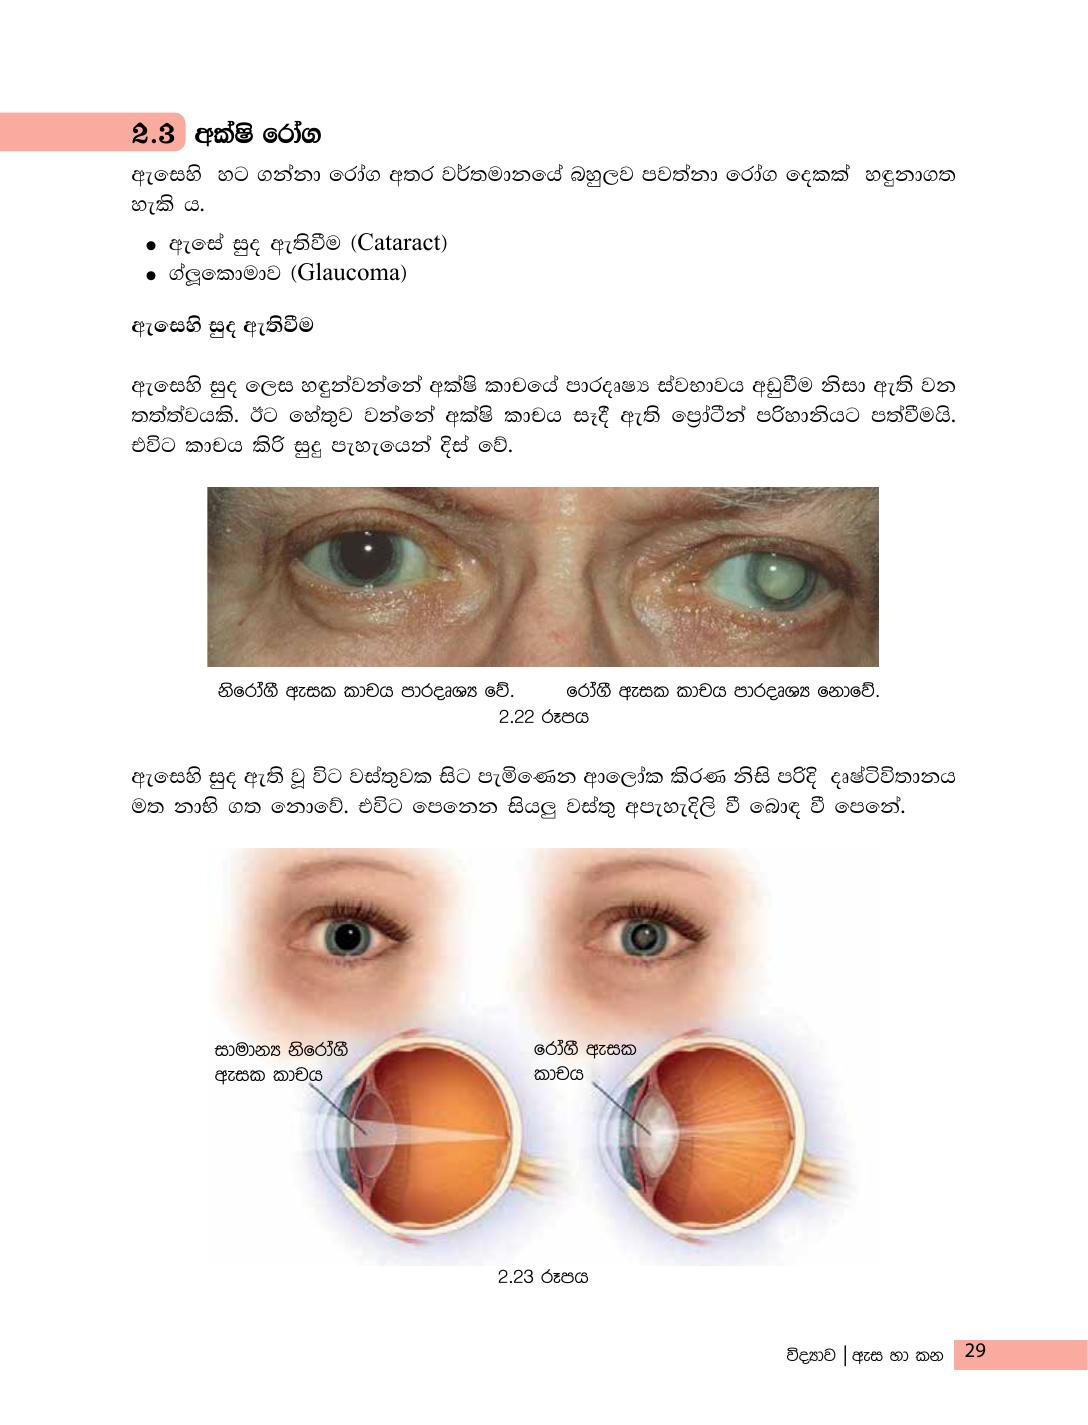 2.3 අක්ෂි රෝග
ඇසෙහි හට ගන්නා රෝග අතර වර්තමානයේ බහුලව පවත්නා රෝග දෙකක් හඳුනාගත
හැකි ය.
● ඇසේ සුද ඇතිවීම (Cataract)
● ග්ලූකොමාව (Glaucoma)
ඇසෙහි සුද ඇතිවීම
ඇසෙහි සුද ලෙස හඳුන්වන්නේ අක්ෂි කාචයේ පාරදෘෂ්‍ය ස්වභාවය අඩුවීම නිසා ඇති වන
තත්ත්වයකි. ඊට හේතුව වන්නේ අක්ෂි කාචය සෑදී ඇති ප්‍රෝටීන් පරිහානියට පත්වීමයි.
එවිට කාචය කිරි සුදු පැහැයෙන් දිස් වේ.
නිරෝගී ඇසක කාචය පාරදෘශ්‍ය වේ. රෝගී ඇසක කාචය පාරදෘශ්‍ය නොවේ.
2.22 රූපය
ඇසෙහි සුද ඇති වූ විට වස්තුවක සිට පැමිණෙන ආලෝක කිරණ නිසි පරිදි දෘෂ්ටිවිතානය
මත නාභි ගත නොවේ. එවිට පෙනෙන සියලු වස්තු අපැහැදිලි වී බොඳ වී පෙනේ.
සාමාන්‍ය නිරෝගී
ඇසක කාචය
රෝගී ඇසක
කාචය
2.23 රූපය
විද්‍යාව | ඇස හා කන 29